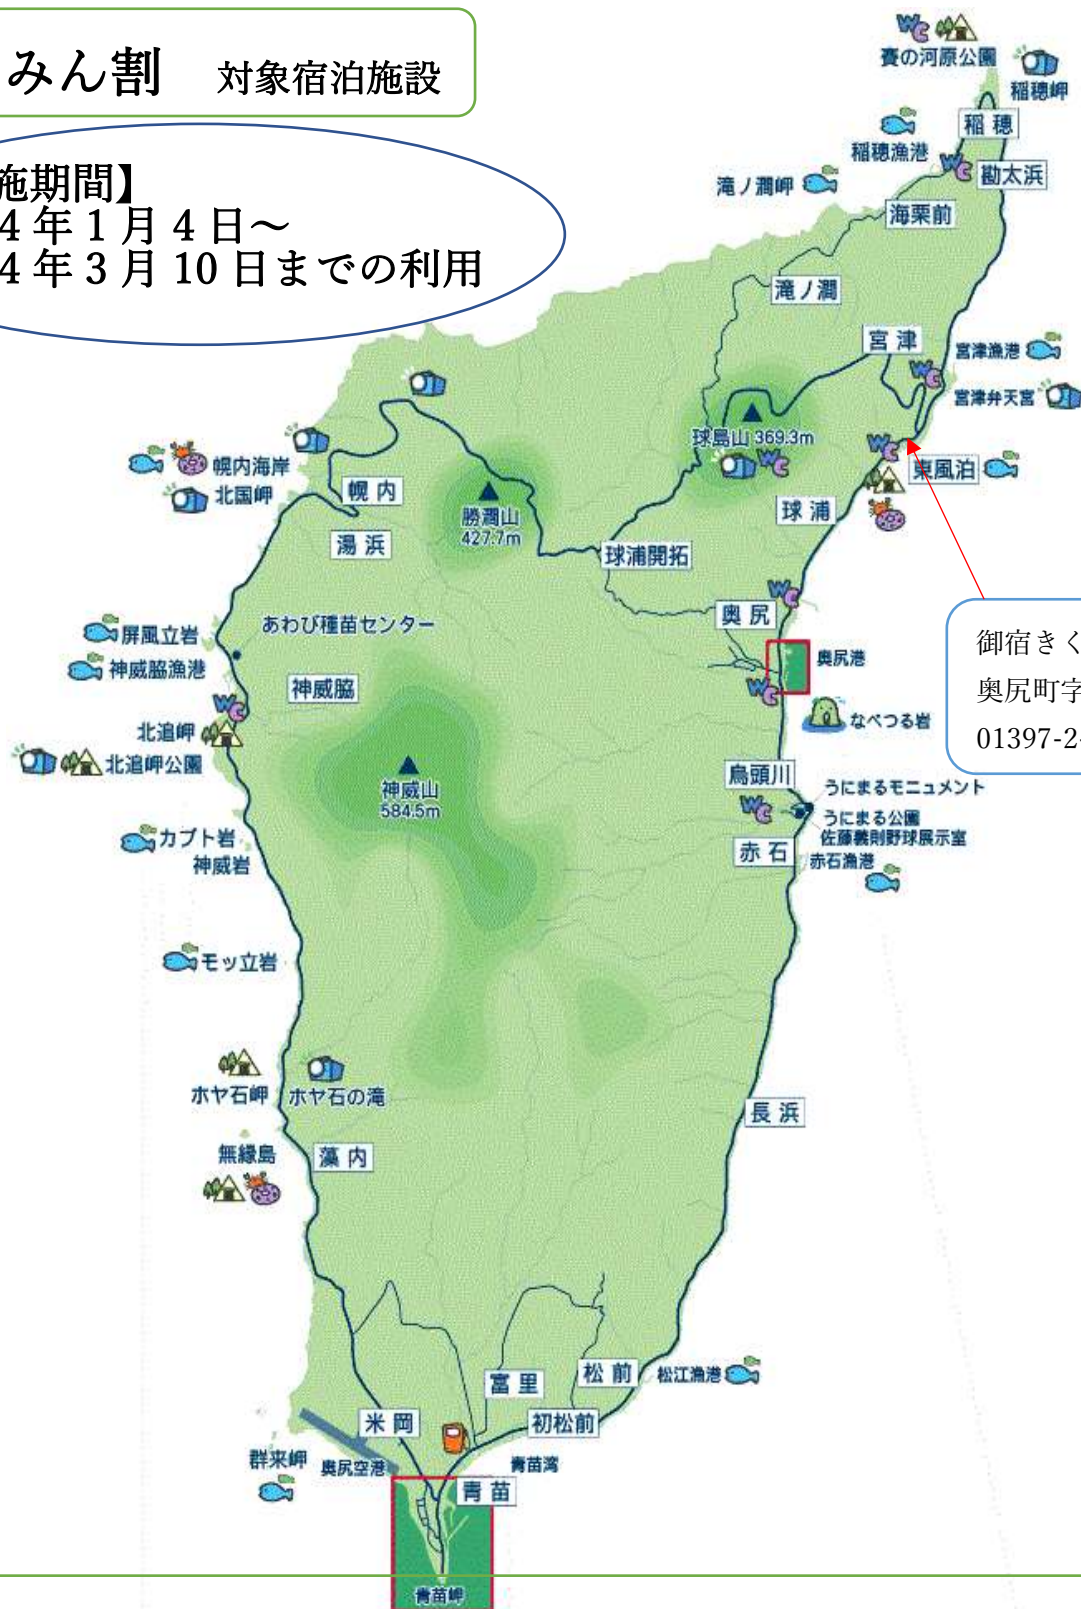 みん割 対象宿泊施設
施期間】
4年1月4日～
4年3月10日までの利用
賽の河原公園
稲穂岬
稲穂
稲穂漁港
勘太浜
滝ノ澗岬
海栗前
滝ノ澗
宮津
宮津漁港
宮津弁天宮
球島山 369.3m
東風泊
球浦
幌内海岸
北国岬
幌内
勝澗山
427.7m
湯浜
球浦開拓
奥尻
御宿きく
奥尻町字
01397-2-
あわび種苗センター
屏風立岩
神威脇漁港
神威脇
奥尻港
なべつる岩
北追岬
北追岬公園
神威山
584.5m
烏頭川
うにまるモニュメント
うにまる公園
佐藤義則野球展示室
赤石
赤石漁港
カブト岩
神威岩
モッ立岩
ホヤ石岬
ホヤ石の滝
長浜
無縁島
藻内
松前
松江漁港
富里
米岡
初松前
群来岬
奥尻空港
青苗湾
青苗
青苗岬
WC
WC
WC
WC
WC
WC
WC
WC
WC